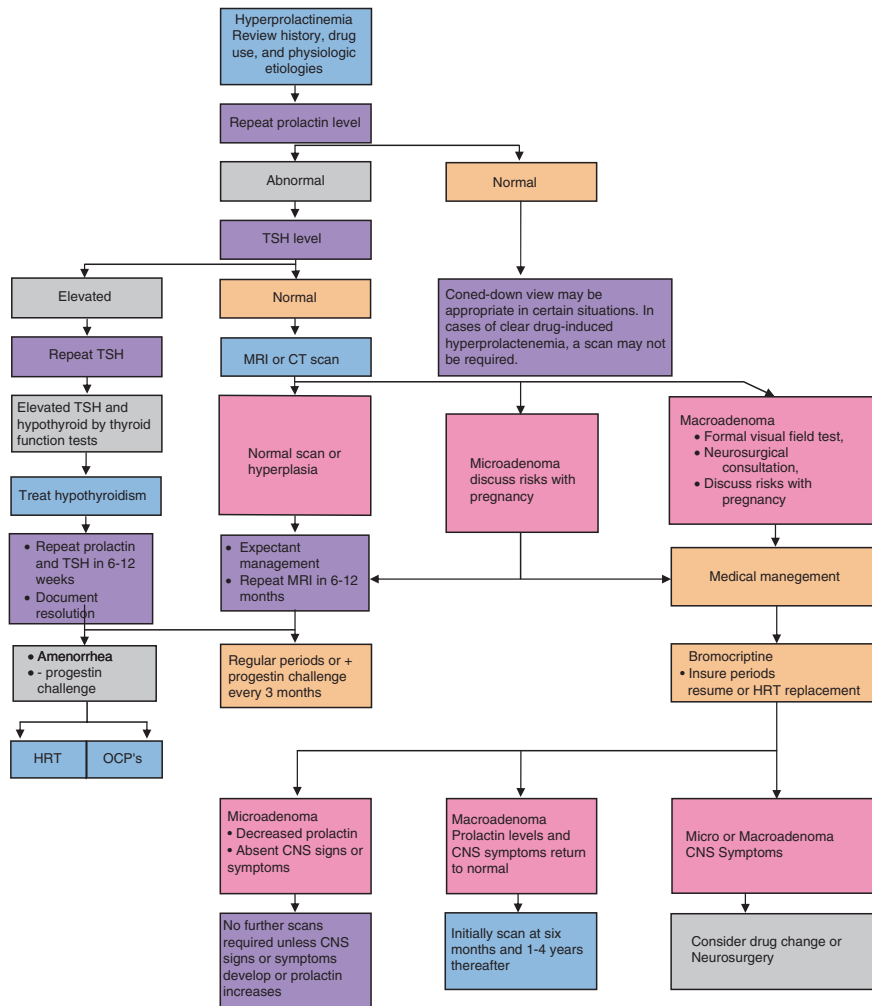 Hyperprolactinemia
Review history, drug
use, and physiologic
etiologies
Repeat prolactin level
Abnormal
Normal
TSH level
Elevated
Normal
Coned-down view may be
appropriate in certain situations. In
cases of clear drug-induced
hyperprolactenemia, a scan may not
be required.
Repeat TSH
MRI or CT scan
Elevated TSH and
hypothyroid by thyroid
function tests
Normal scan or
hyperplasia
Microadenoma
discuss risks with
pregnancy
Macroadenoma
• Formal visual field test,
• Neurosurgical
consultation,
• Discuss risks with
pregnancy
Treat hypothyroidism
• Repeat prolactin
and TSH in 6-12
weeks
• Document
resolution
• Expectant
management
• Repeat MRI in 6-12
months
Medical manegement
• Amenorrhea
• - progestin
challenge
Regular periods or +
progestin challenge
every 3 months
Bromocriptine
• Insure periods
resume or HRT replacement
HRT
OCP's
Microadenoma
• Decreased prolactin
• Absent CNS signs or
symptoms
Macroadenoma
Prolactin levels and
CNS symptoms return
to normal
Micro or Macroadenoma
CNS Symptoms
No further scans
required unless CNS
signs or symptoms
develop or prolactin
increases
Initially scan at six
months and 1-4 years
thereafter
Consider drug change or
Neurosurgery